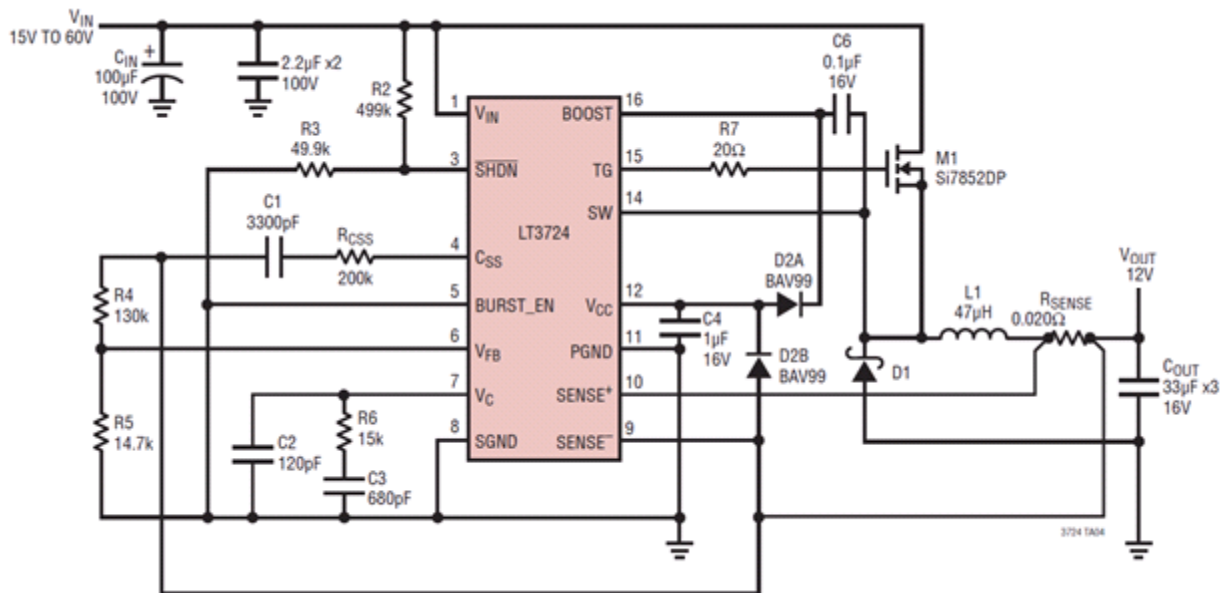 VIN
15V TO 60V
CIN
100µF
100V
+
2.2µF x2
100V
R2
499k
R3
49.9k
C1
3300pF
RCSS
200k
R4
130k
R5
14.7k
C2
120pF
R6
15k
C3
680pF
1
VIN
3
SHDN
4
CSS
5
BURST_EN
6
VFB
7
VC
8
SGND
LT3724
16
BOOST
15
TG
14
SW
12
VCC
11
PGND
10
SENSE+
9
SENSE–
C6
0.1µF
16V
R7
20Ω
M1
Si7852DP
D2A
BAV99
C4
1µF
16V
D2B
BAV99
D1
L1
47µH
RSENSE
0.020Ω
VOUT
12V
COUT
33µF x3
16V
3724 TA04